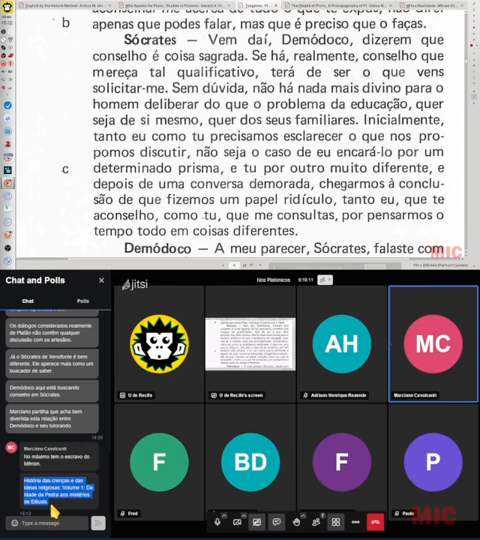 apenas que podes falar, mas que é preciso que o faças.
b
Sócrates — Vem daí, Demódoco, dizerem que
conselho é coisa sagrada. Se há, realmente, conselho que
mereça tal qualificativo, terá de ser o que vens
solicitar-me. Sem dúvida, não há nada mais divino para o
homem deliberar do que o problema da educação, quer
seja de si mesmo, quer dos seus familiares. Inicialmente,
tanto eu como tu precisamos esclarecer o que nos pro-
pomos discutir, não seja o caso de eu encará-lo por um
c
determinado prisma, e tu por outro muito diferente, e
depois de uma conversa demorada, chegarmos à conclu-
são de que fizemos um papel ridículo, tanto eu, que te
aconselho, como tu, que me consultas, por pensarmos o
tempo todo em coisas diferentes.
Demódoco — A meu parecer, Sócrates, falaste com
MIC
Chat and Polls
Chat
Polls
Os diálogos considerados realmente
de Platão não contêm qualquer
discussão com os artesãos.
Já o Sócrates de Xenofonte é bem
diferente. Ele aparece mais como um
buscador de saber.
Demódoco aqui está buscando
conselho em Sócrates.
Marciano partilha que acha bem
divertida esta relação entre
Demódoco e seu tutorando.
14:50
MC
Marciano Cavalcanti
No máximo tem o escravo do
Mênon.
História das crenças e das
ideias religiosas: Volume 1: Da
Idade da Pedra aos mistérios
de Elêusis
15:12
Type a message
jitsi
Nos Platonicos
U de Recife
U de Recife's screen
AH
Adriano Henrique Rezende
MC
Marciano Cavalcanti
F
Fred
BD
F
P
Paulo
MIC